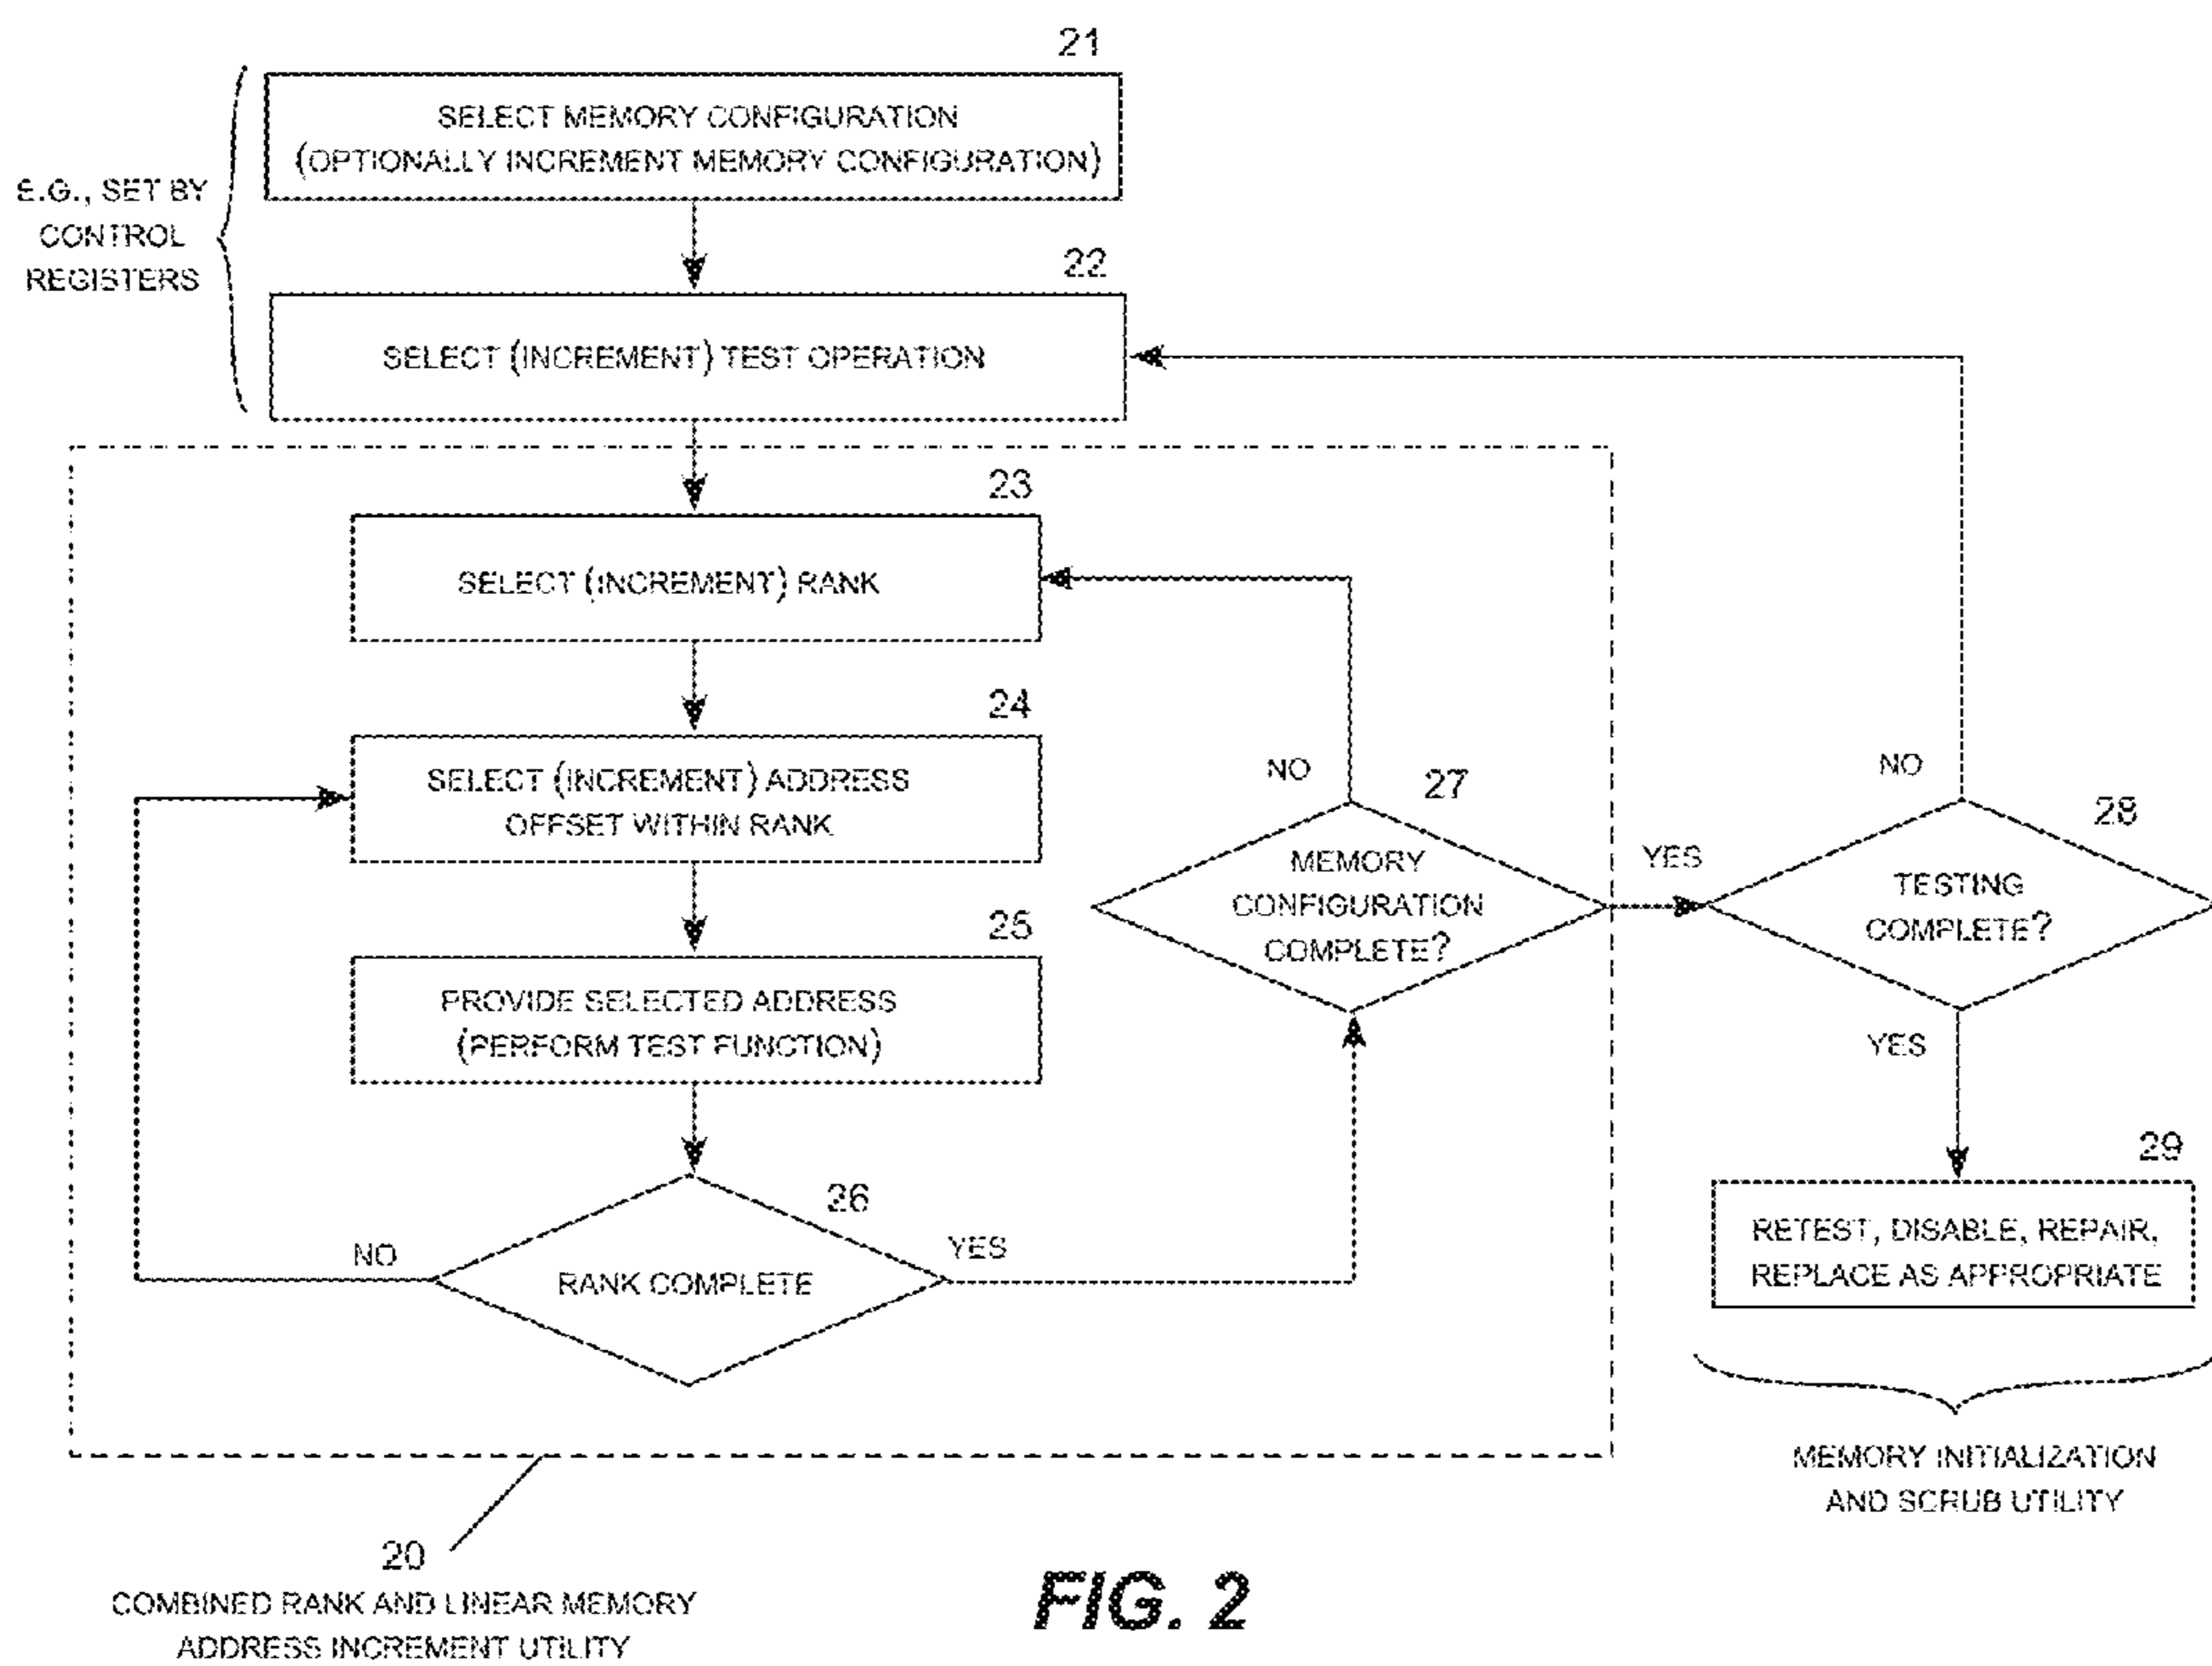 21
SELECT MEMORY CONFIGURATION
(OPTIONALLY INCREMENT MEMORY CONFIGURATION)
E.G., SET BY
CONTROL
REGISTERS
22
SELECT (INCREMENT) TEST OPERATION
23
SELECT (INCREMENT) RANK
24
SELECT (INCREMENT) ADDRESS
OFFSET WITHIN RANK
25
PROVIDE SELECTED ADDRESS
(PERFORM TEST FUNCTION)
26
RANK COMPLETE
NO
YES
27
MEMORY
CONFIGURATION
COMPLETE?
NO
YES
28
TESTING
COMPLETE?
NO
YES
29
RETEST, DISABLE, REPAIR,
REPLACE AS APPROPRIATE
MEMORY INITIALIZATION
AND SCRUB UTILITY
20
COMBINED RANK AND LINEAR MEMORY
ADDRESS INCREMENT UTILITY
FIG. 2